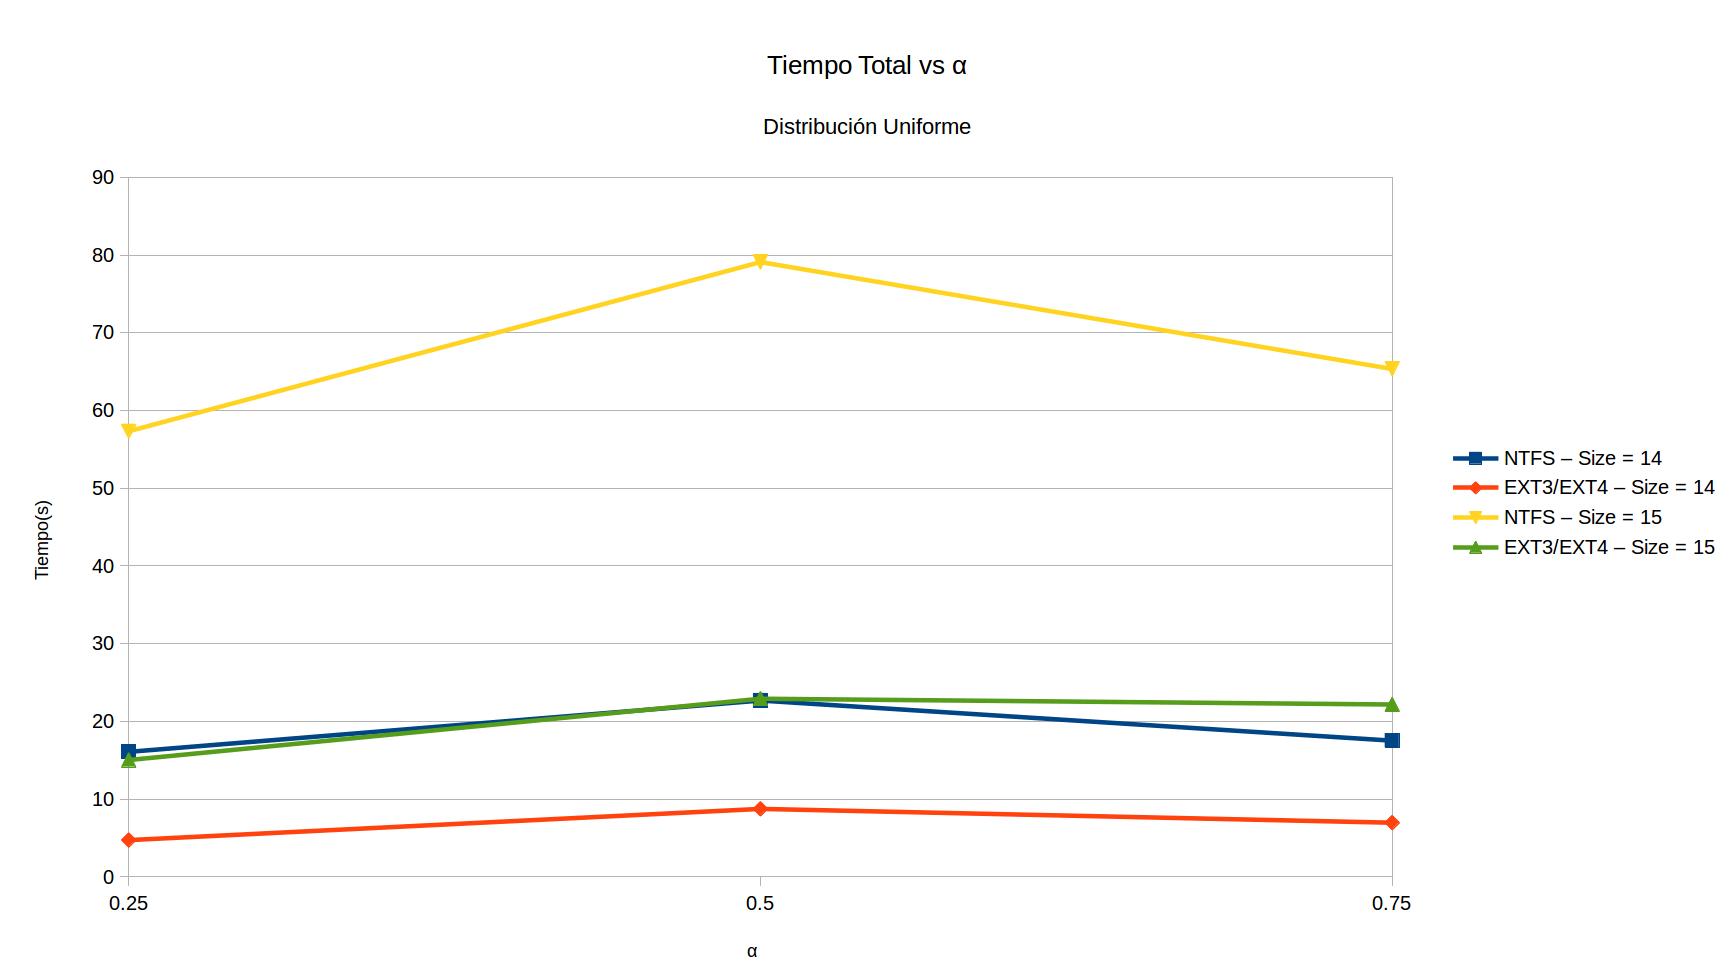 Tiempo Total vs α
Distribución Uniforme
90
80
70
60
50
40
30
20
10
0
Tiempo(s)
0.25
0.5
0.75
α
NTFS – Size = 14
EXT3/EXT4 – Size = 14
NTFS – Size = 15
EXT3/EXT4 – Size = 15